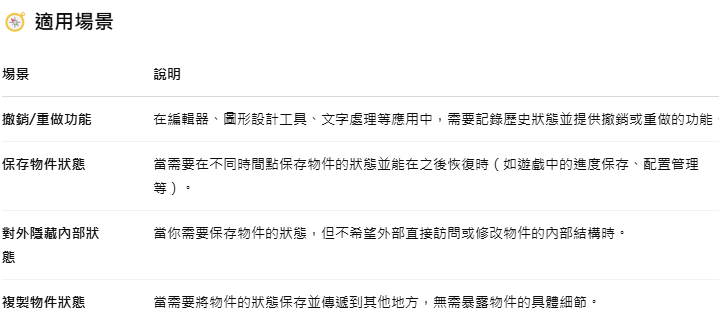 🧭 適用場景
場景 說明
撤銷/重做功能 在編輯器、圖形設計工具、文字處理等應用中，需要記錄歷史狀態並提供撤銷或重做的功能。
保存物件狀態 當需要在不同時間點保存物件的狀態並能在之後恢復時（如遊戲中的進度保存、配置管理
等）。
對外隱藏內部狀 當你需要保存物件的狀態，但不希望外部直接訪問或修改物件的內部結構時。
態
複製物件狀態 當需要將物件的狀態保存並傳遞到其他地方，無需暴露物件的具體細節。